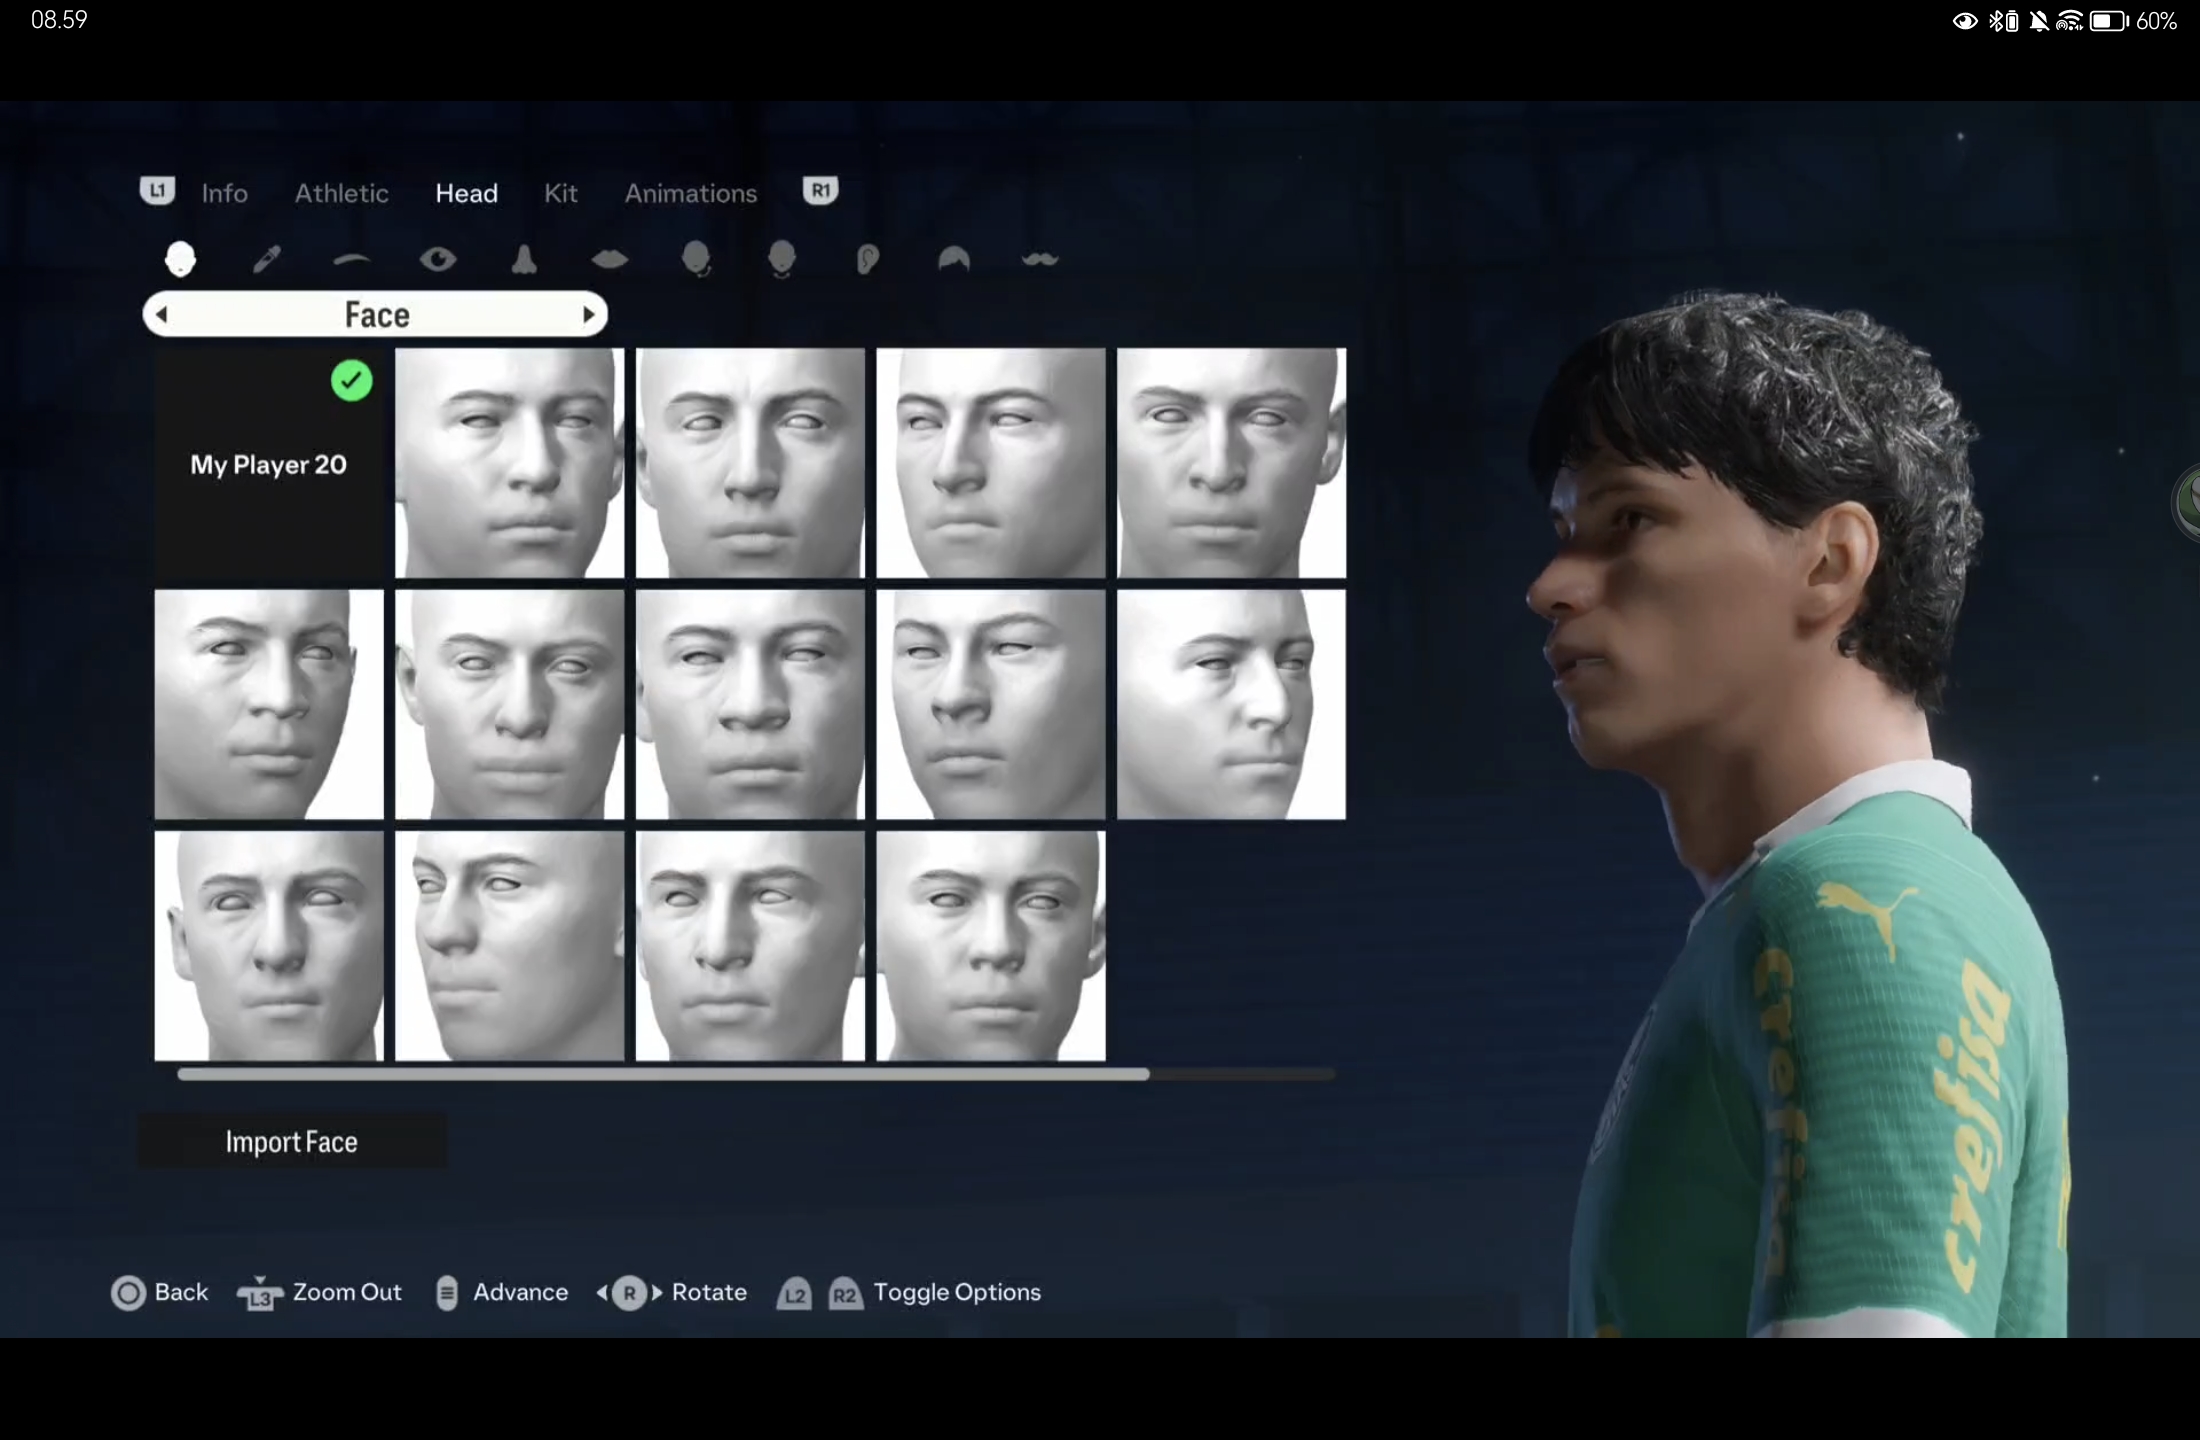 08.59
60%
L1 Info Athletic Head Kit Animations R1
Face
My Player 20
Import Face
Back L3 Zoom Out Advance R Rotate L2 R2 Toggle Options
crefisa
crefisa